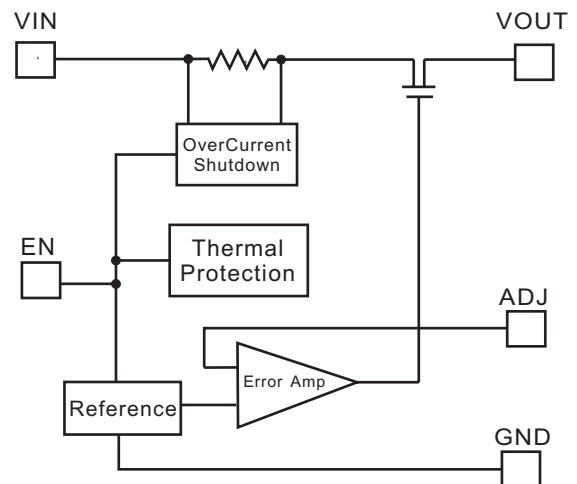 VIN
VOUT
OverCurrent
Shutdown
EN
Thermal
Protection
ADJ
Error Amp
Reference
GND